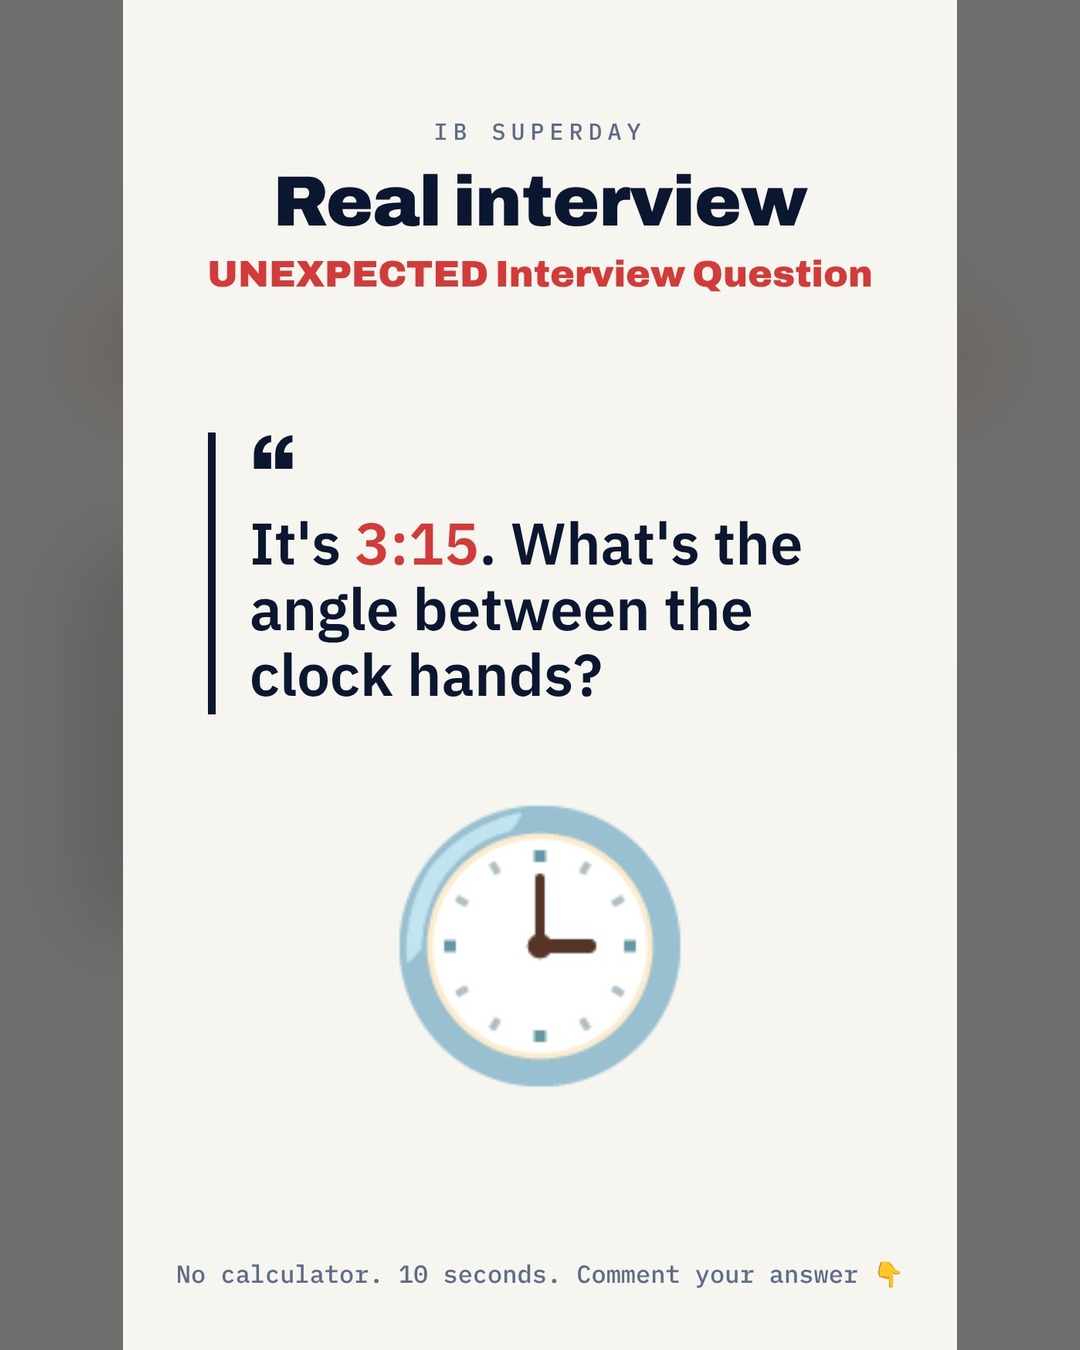 IB SUPERDAY
Real interview
UNEXPECTED Interview Question
“
It's 3:15. What's the
angle between the
clock hands?
No calculator. 10 seconds. Comment your answer 👇